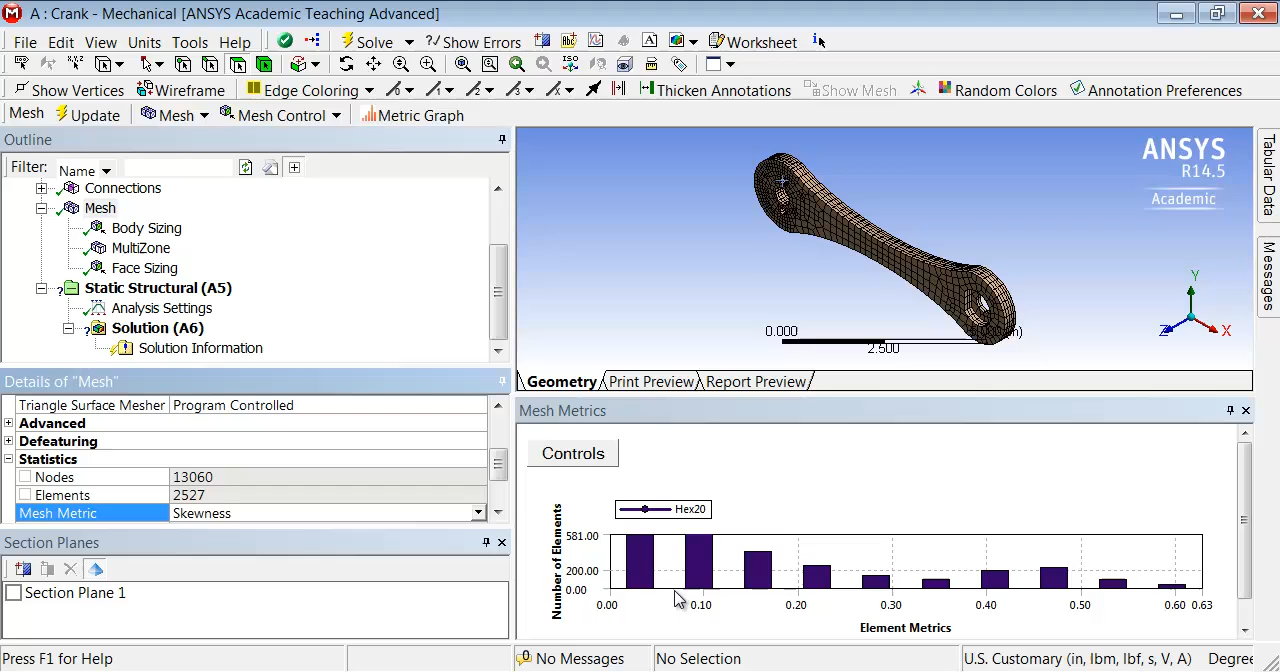 A : Crank - Mechanical [ANSYS Academic Teaching Advanced]
File Edit View Units Tools Help Solve Show Errors Worksheet i
Show Vertices Wireframe Edge Coloring Thicken Annotations Show Mesh Random Colors Annotation Preferences
Mesh Update Mesh Mesh Control Metric Graph
Outline
Filter: Name
Connections
Mesh
Body Sizing
MultiZone
Face Sizing
Static Structural (A5)
Analysis Settings
Solution (A6)
Solution Information
Details of "Mesh"
Triangle Surface Mesher Program Controlled
Advanced
Defeaturing
Statistics
Nodes 13060
Elements 2527
Mesh Metric Skewness
Section Planes
Section Plane 1
ANSYS
R14.5
Academic
0.000
2.500
Y
Z
X
Geometry Print Preview Report Preview
Mesh Metrics
Controls
Hex20
Number of Elements
581.00
200.00
0.00
0.00 0.10 0.20 0.30 0.40 0.50 0.60 0.63
Element Metrics
Tabular Data
Messages
Press F1 for Help
No Messages
No Selection
U.S. Customary (in, lbm, lbf, s, V, A)
Degree